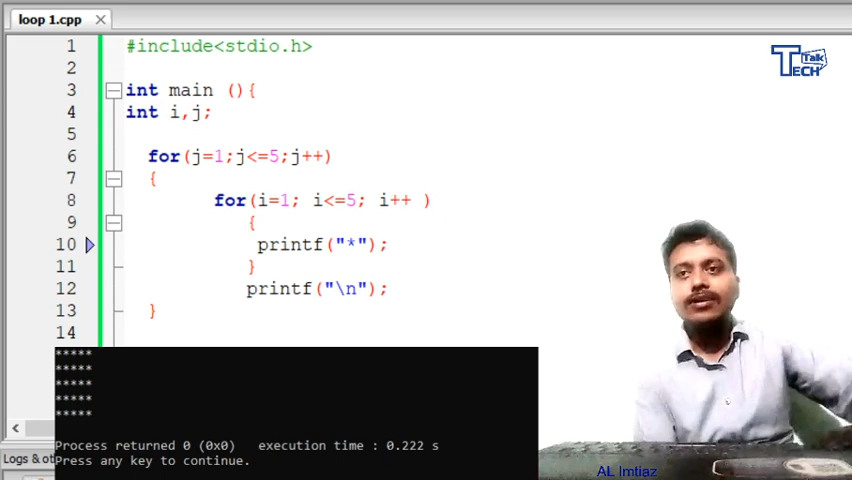 loop 1.cpp
Talk
TECH
1 #include<stdio.h>
2
3 int main (){
4 int i,j;
5
6 for(j=1;j<=5;j++)
7 {
8 for(i=1; i<=5; i++ )
9 {
10 printf("*");
11 }
12 printf("\n");
13 }
14
*****
*****
*****
*****
*****
Process returned 0 (0x0) execution time : 0.222 s
Press any key to continue.
Logs & ot
AL Imtiaz